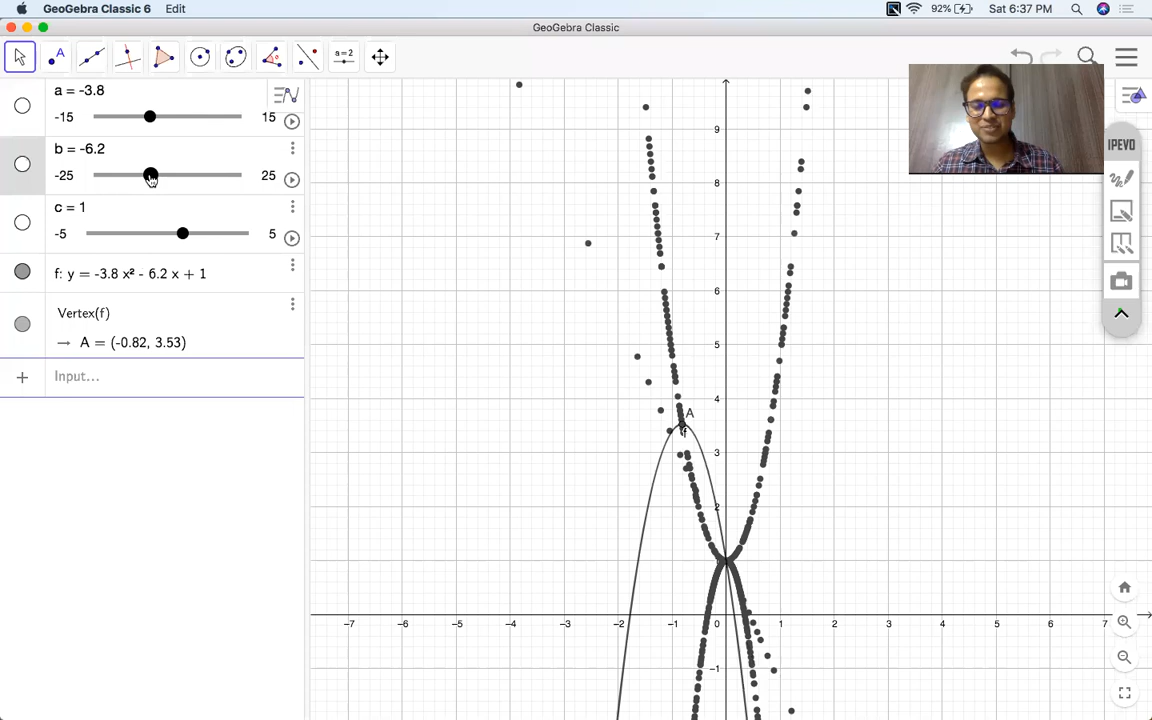 GeoGebra Classic 6 Edit
92% Sat 6:37 PM
GeoGebra Classic
A
a=2
a = -3.8
-15 15
b = -6.2
-25 25
c = 1
-5 5
f: y = -3.8 x² - 6.2 x + 1
Vertex(f)
→ A = (-0.82, 3.53)
+ Input...
IPEVO
9
8
7
6
5
4
A
f
3
2
-7 -6 -5 -4 -3 -2 -1 0 1 2 3 4 5 6 7
-1